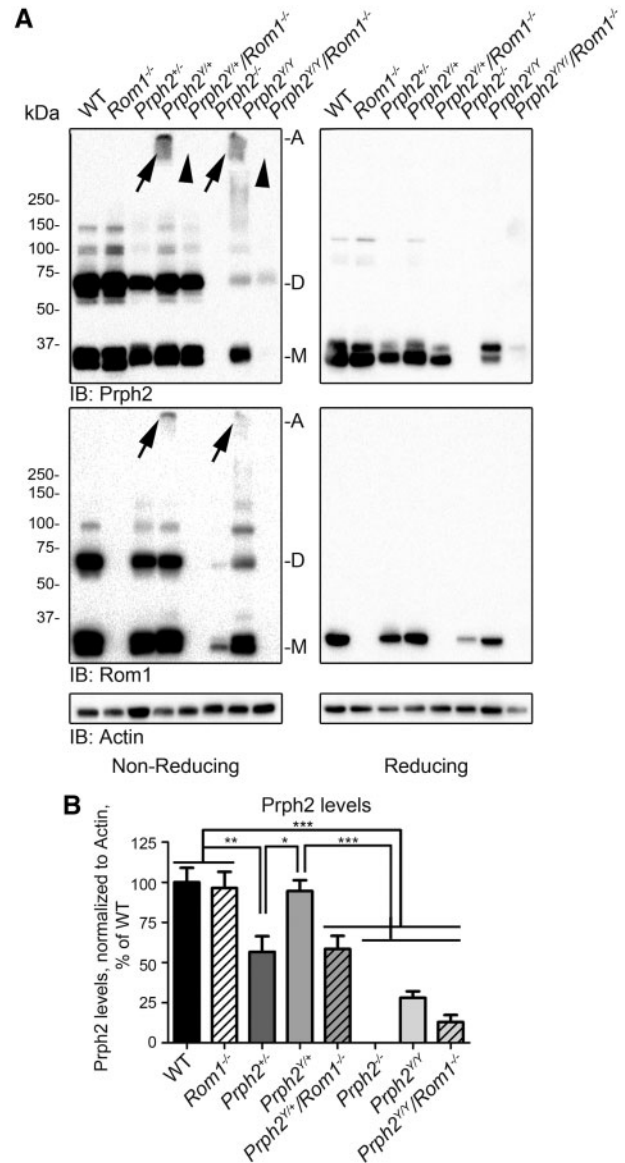 A
WT Rom1-/- Prph2+/- Prph2Y/+ Prph2Y/+/Rom1-/- Prph2-/- Prph2Y/Y Prph2Y/Y/Rom1-/-
WT Rom1-/- Prph2+/- Prph2Y/+ Prph2Y/+/Rom1-/- Prph2-/- Prph2Y/Y Prph2Y/Y/Rom1-/-
kDa
-A
250-
150-
100-
75-
-D
50-
37-
-M
IB: Prph2
-A
250-
150-
100-
75-
-D
50-
37-
-M
IB: Rom1
IB: Actin
Non-Reducing Reducing
B
Prph2 levels
***
** * ***
Prph2 levels, normalized to Actin,
% of WT
125
100
75
50
25
0
WT Rom1-/- Prph2+/- Prph2Y/+ Prph2Y/+/Rom1-/- Prph2-/- Prph2Y/Y Prph2Y/Y/Rom1-/-